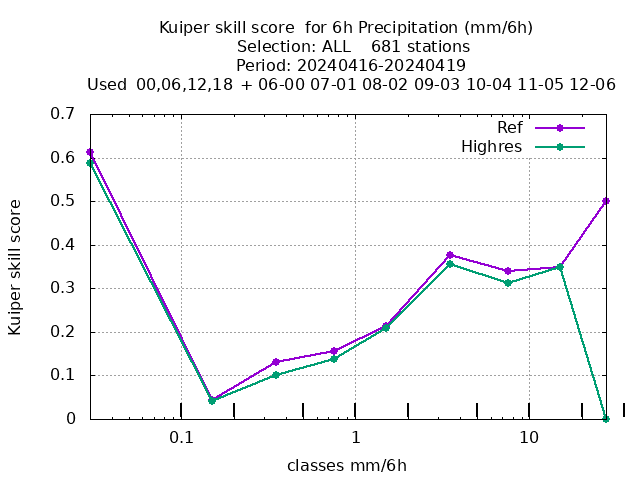 Kuiper skill score  for 6h Precipitation (mm/6h)
Selection: ALL    681 stations
Period: 20240416-20240419
Used  00,06,12,18  + 06-00 07-01 08-02 09-03 10-04 11-05 12-06
0.7
0.6
0.5
0.4
0.3
0.2
0.1
0
Kuiper skill score
Ref
Highres
0.1 1 10
classes mm/6h